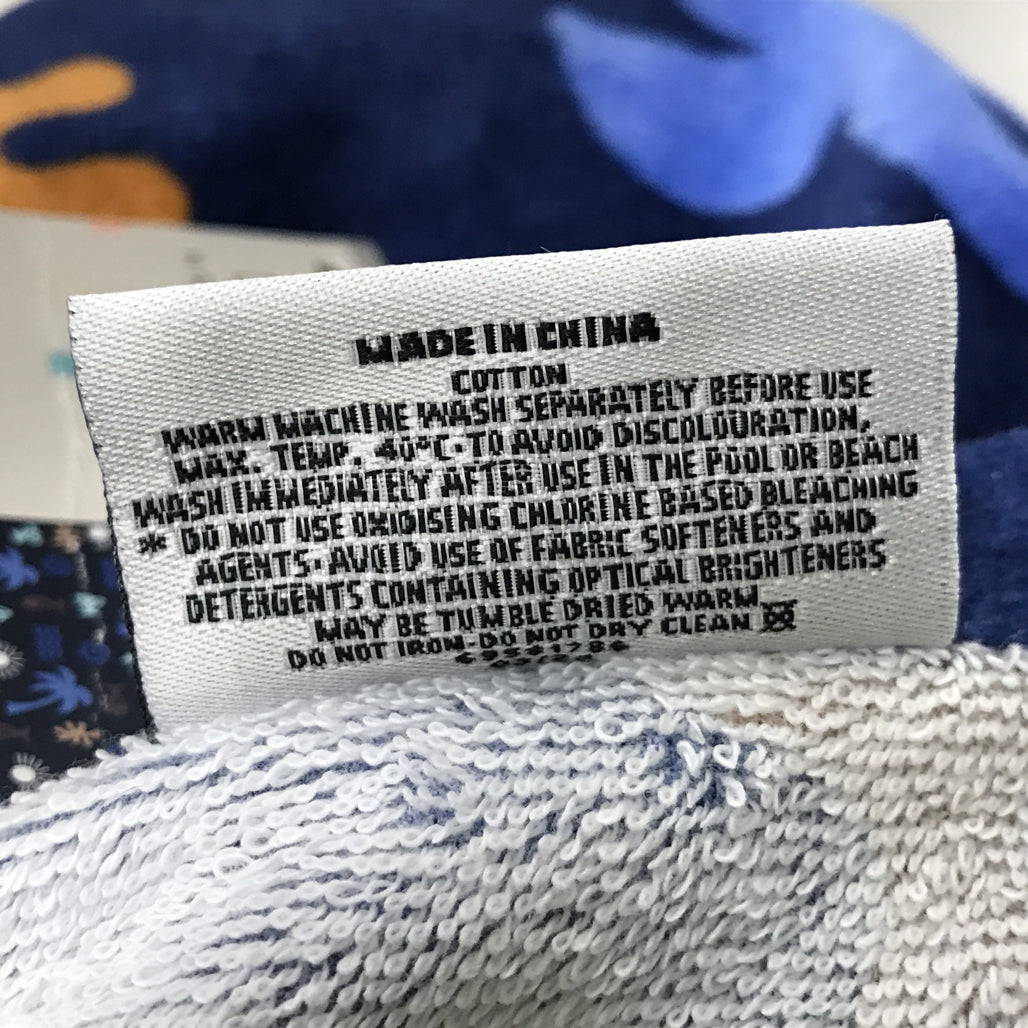 MADE IN CHINA
COTTON
WARM MACHINE WASH SEPARATELY BEFORE USE
MAX. TEMP. 40°C. TO AVOID DISCOLOURATION,
WASH IMMEDIATELY AFTER USE IN THE POOL OR BEACH
* DO NOT USE OXIDISING CHLORINE BASED BLEACHING
AGENTS. AVOID USE OF FABRIC SOFTENERS AND
DETERGENTS CONTAINING OPTICAL BRIGHTENERS
MAY BE TUMBLE DRIED WARM
DO NOT IRON-DO NOT DRY CLEAN